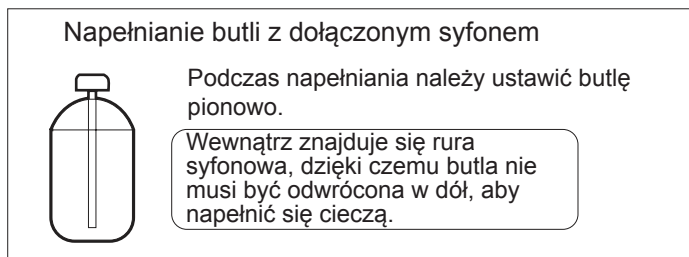 Napełnianie butli z dołączonym syfonem
Podczas napełniania należy ustawić butlę
pionowo.
Wewnątrz znajduje się rura
syfonowa, dzięki czemu butla nie
musi być odwrócona w dół, aby
napełnić się cieczą.